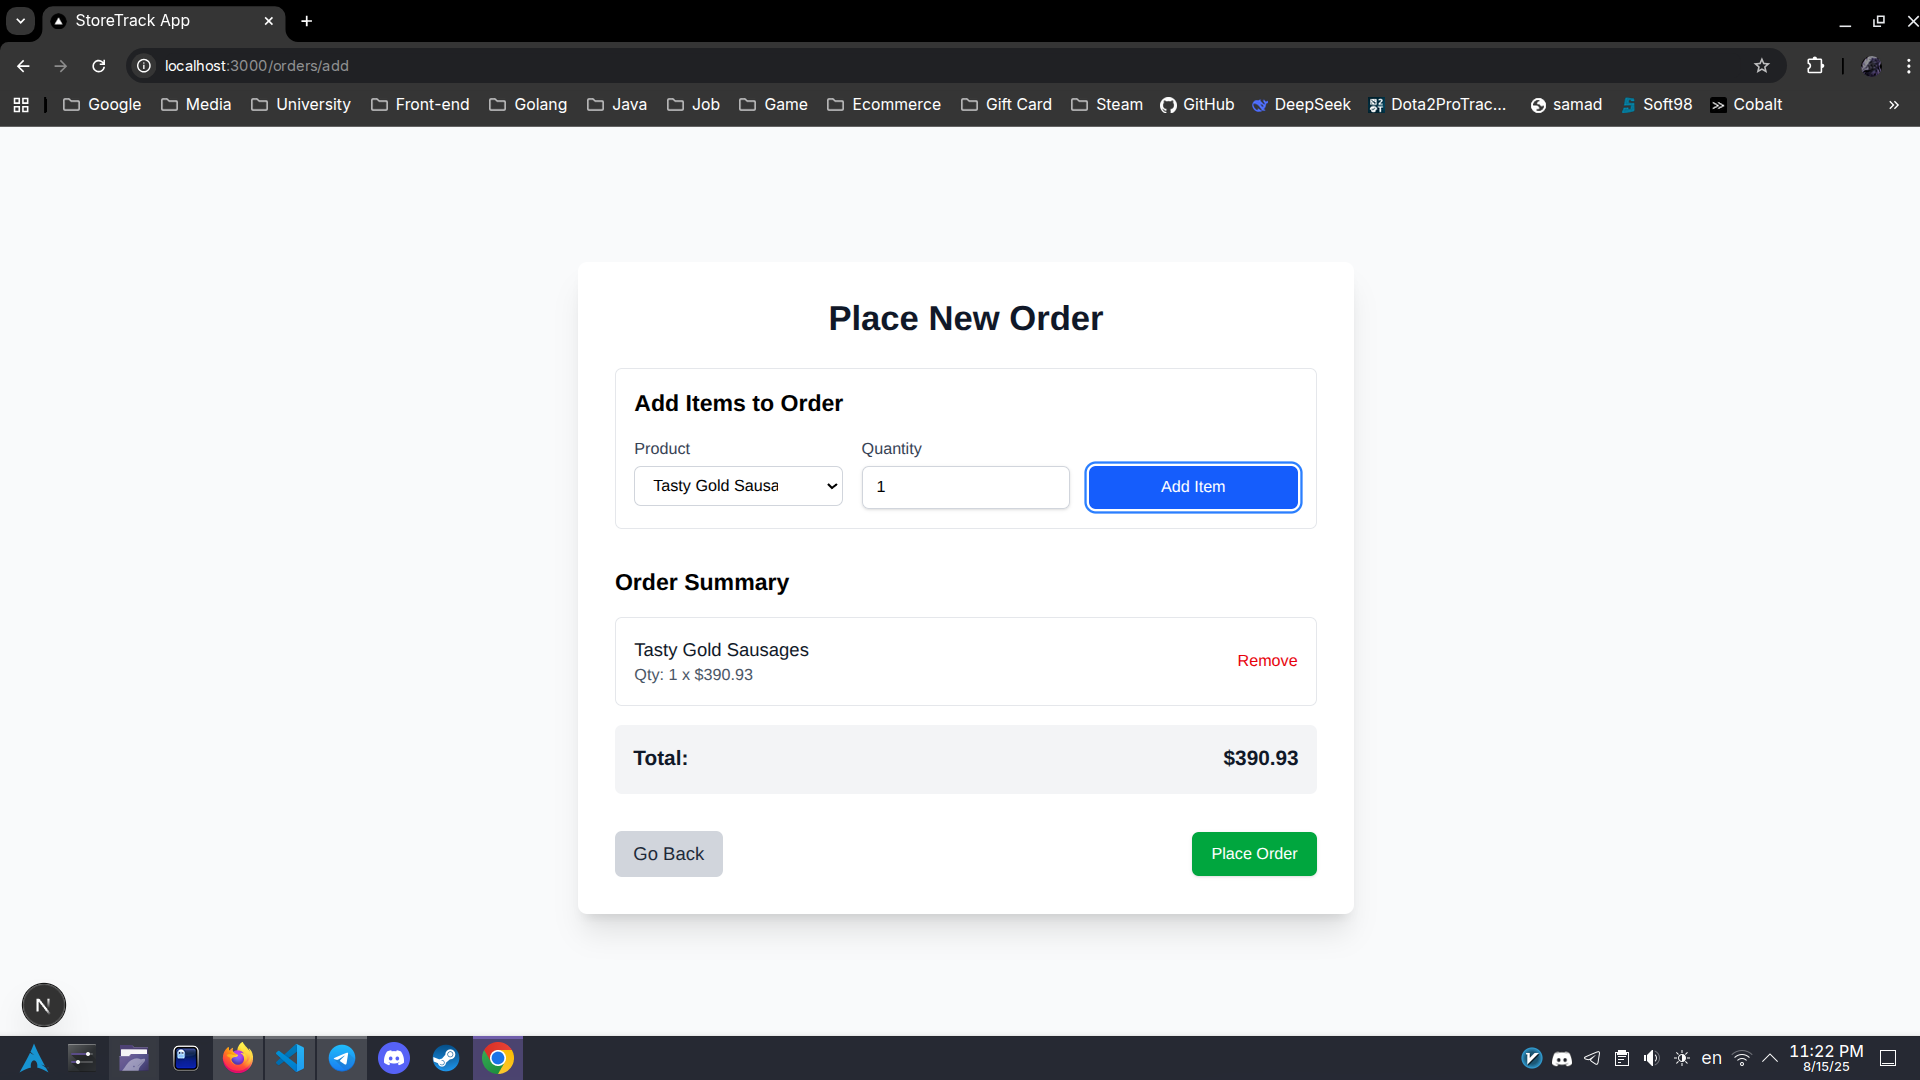 StoreTrack App
localhost:3000/orders/add
Google Media University Front-end Golang Java Job Game Ecommerce Gift Card Steam GitHub DeepSeek Dota2ProTrac... samad Soft98 Cobalt
Place New Order
Add Items to Order
Product Quantity
Tasty Gold Sausa 1 Add Item
Order Summary
Tasty Gold Sausages
Qty: 1 x $390.93
Remove
Total: $390.93
Go Back Place Order
N
en 11:22 PM
8/15/25